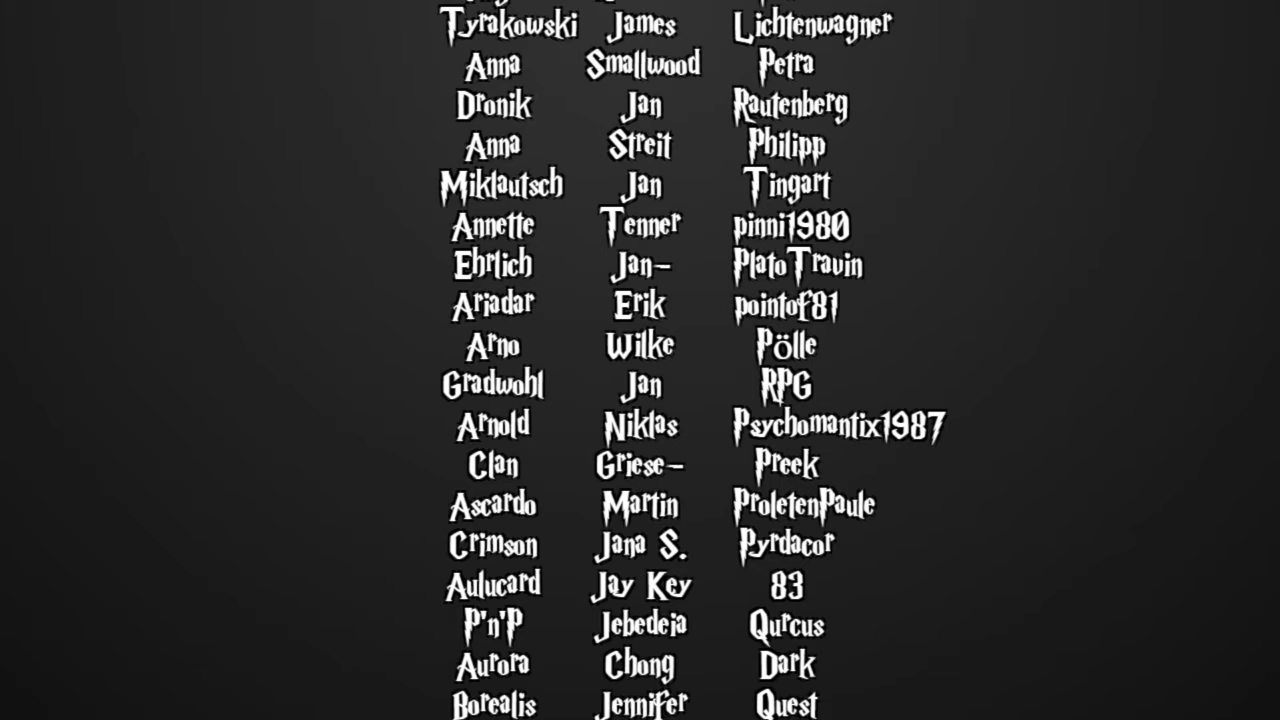 Tyrakowski James Lichtenwagner
Anna Smallwood Petra
Dronik Jan Rautenberg
Anna Streit Philipp
Miklautsch Jan Tingart
Annette Tenner pinni1980
Ehrlich Jan- PlatoTravin
Ariadar Erik pointof81
Arno Wilke Pölle
Gradwohl Jan RPG
Arnold Niklas Psychomantix1987
Clan Griese- Preek
Ascardo Martin ProletenPaule
Crimson Jana S. Pyrdacor
Aulucard Jay Key 83
P'n'P Jebedeia Qurcus
Aurora Chong Dark
Borealis Jennifer Quest